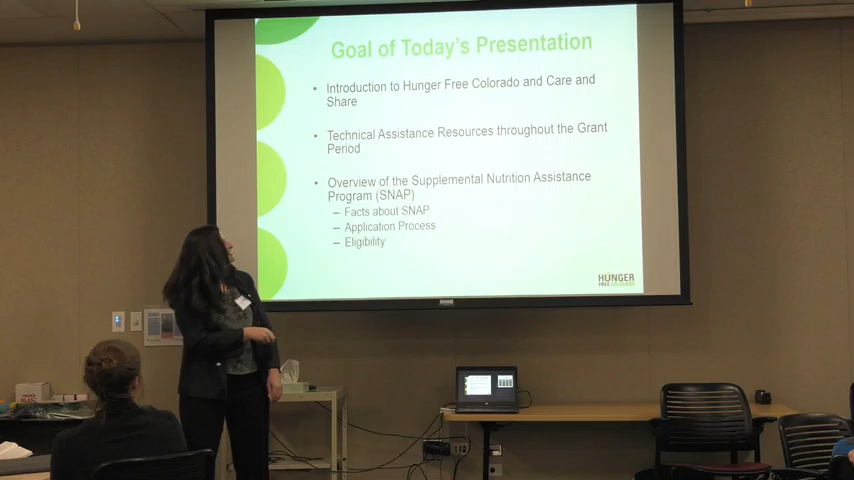 Goal of Today's Presentation
• Introduction to Hunger Free Colorado and Care and
Share
• Technical Assistance Resources throughout the Grant
Period
• Overview of the Supplemental Nutrition Assistance
Program (SNAP)
– Facts about SNAP
– Application Process
– Eligibility
HUNGER
FREE COLORADO